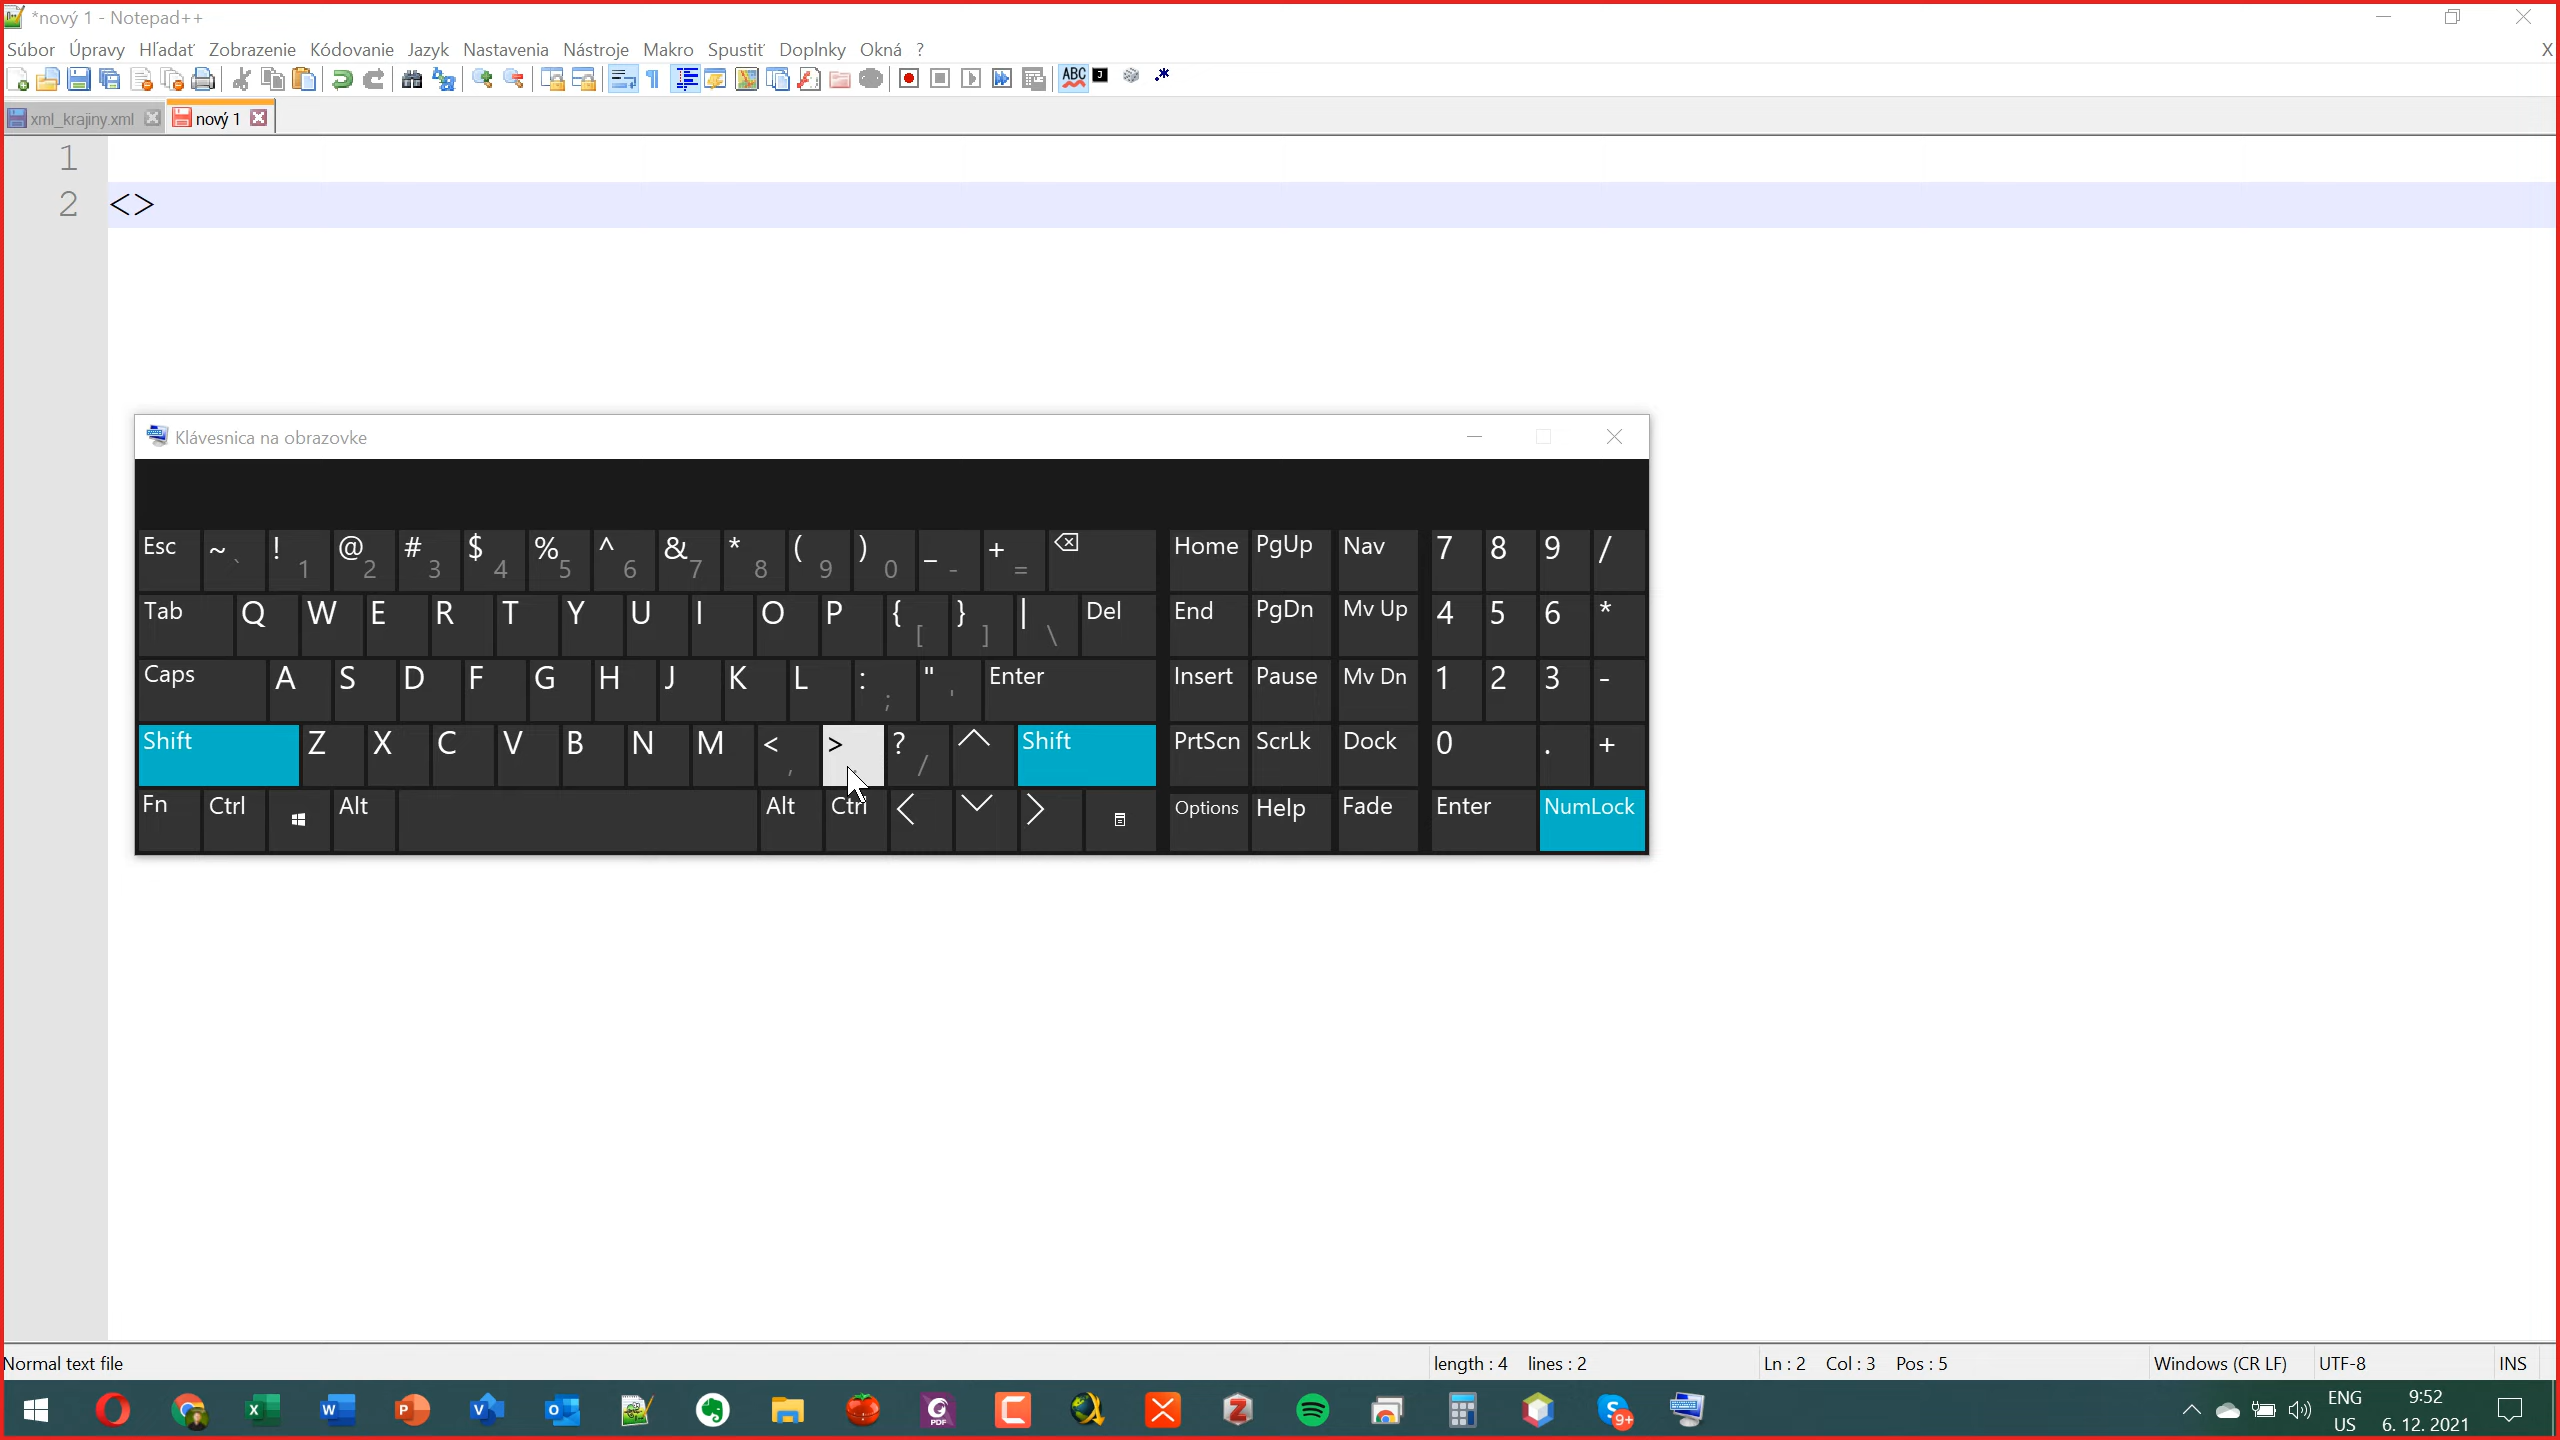 *nový 1 - Notepad++
Súbor Úpravy Hľadať Zobrazenie Kódovanie Jazyk Nastavenia Nástroje Makro Spustiť Doplnky Okná ? X
ABC
xml_krajiny.xml nový 1
1
2 <>
Klávesnica na obrazovke
Esc ~ ` ! 1 @ 2 # 3 $ 4 % 5 ^ 6 & 7 * 8 ( 9 ) 0 _ - + = Home PgUp Nav 7 8 9 /
Tab Q W E R T Y U I O P { [ } ] | \ Del End PgDn Mv Up 4 5 6 *
Caps A S D F G H J K L : ; " ' Enter Insert Pause Mv Dn 1 2 3 -
Shift Z X C V B N M < , > ? / Shift PrtScn ScrLk Dock 0 . +
Fn Ctrl Alt Alt Ctrl Options Help Fade Enter NumLock
Normal text file length : 4 lines : 2 Ln : 2 Col : 3 Pos : 5 Windows (CR LF) UTF-8 INS
ENG 9:52
US 6. 12. 2021